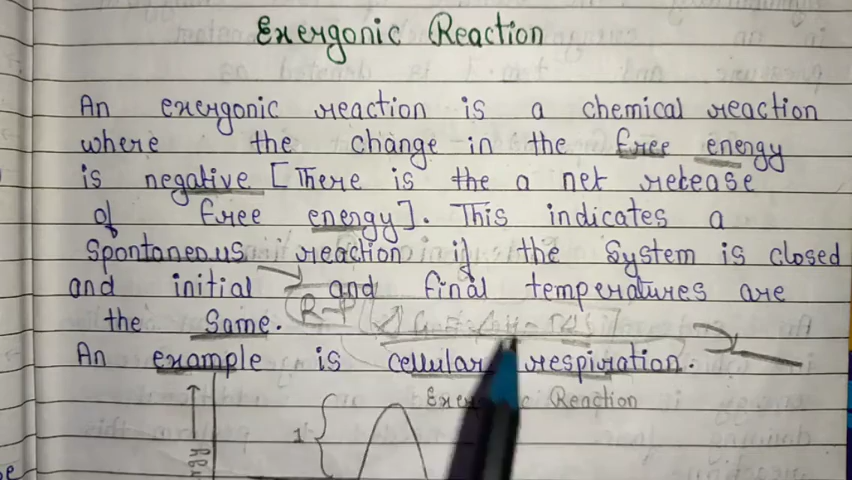 Exergonic Reaction
An exergonic reaction is a chemical reaction
where the change in the free energy
is negative [There is the a net rebease
of free energy]. This indicates a
spontaneous reaction if the system is closed
and initial and final temperatures are
the same.
An example is cellular respiration.
Reaction
1